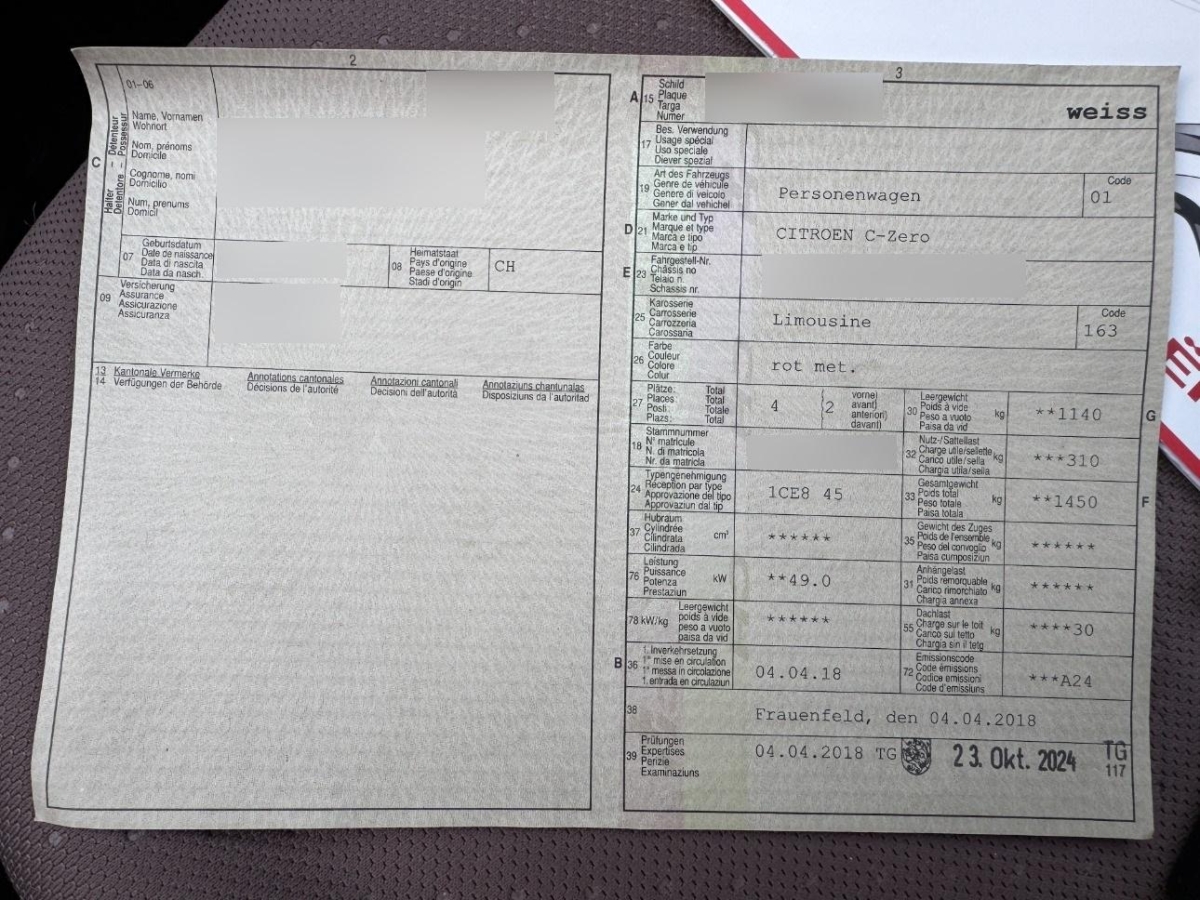 2
01-06
C
Halter – Détenteur
Detentore – Possessur
Name, Vornamen
Wohnort
Nom, prénoms
Domicile
Cognome, nomi
Domicilio
Num, prenums
Domicil
07
Geburtsdatum
Date de naissance
Data di nascita
Data da nasch.
08
Heimatstaat
Pays d'origine
Paese d'origine
Stadi d'origin
CH
09
Versicherung
Assurance
Assicurazione
Assicuranza
13 Kantonale Vermerke
14 Verfügungen der Behörde
Annotations cantonales
Décisions de l'autorité
Annotazioni cantonali
Decisioni dell'autorità
Annotaziuns chantunalas
Disposiziuns da l'autoritad
3
A 15
Schild
Plaque
Targa
Numer
weiss
17
Bes. Verwendung
Usage spécial
Uso speciale
Diever spezial
19
Art des Fahrzeugs
Genre de véhicule
Genere di veicolo
Gener dal vehichel
Personenwagen
Code
01
D 21
Marke und Typ
Marque et type
Marca e tipo
Marca e tip
CITROEN C-Zero
E 23
Fahrgestell-Nr.
Châssis no
Telaio n.
Schassis nr.
25
Karosserie
Carrosserie
Carrozzeria
Carossaria
Limousine
Code
163
26
Farbe
Couleur
Colore
Colur
rot met.
27
Plätze: Total
Places: Total
Posti: Totale
Plazs: Total
4
2
vorne)
avant)
anteriori)
davant)
30
Leergewicht
Poids à vide
Peso a vuoto
Paisa da vid
kg
**1140
G
18
Stammnummer
N° matricule
N. di matricola
Nr. da matricla
32
Nutz-/Sattellast
Charge utile/sellette
Carico utile/sella
Chargia utila/sella
kg
***310
24
Typengenehmigung
Réception par type
Approvazione del tipo
Approvaziun dal tip
1CE8 45
33
Gesamtgewicht
Poids total
Peso totale
Paisa totala
kg
**1450
F
37
Hubraum
Cylindrée
Cilindrata
Cilindrada
cm³
******
35
Gewicht des Zuges
Poids de l'ensemble
Peso del convoglio
Paisa cumposiziun
kg
******
76
Leistung
Puissance
Potenza
Prestaziun
kW
**49.0
31
Anhängelast
Poids remorquable
Carico rimorchiato
Chargia annexa
kg
******
78 kW/kg
Leergewicht
poids à vide
peso a vuoto
paisa da vid
******
55
Dachlast
Charge sur le toit
Carico sul tetto
Chargia sin il tetg
kg
****30
B 36
1. Inverkehrsetzung
1re mise en circulation
1a messa in circolazione
1. entrada en circulaziun
04.04.18
72
Emissionscode
Code émissions
Codice emissioni
Code d'emissiuns
***A24
38
Frauenfeld, den 04.04.2018
39
Prüfungen
Expertises
Perizie
Examinaziuns
04.04.2018 TG
23. Okt. 2024
TG
117